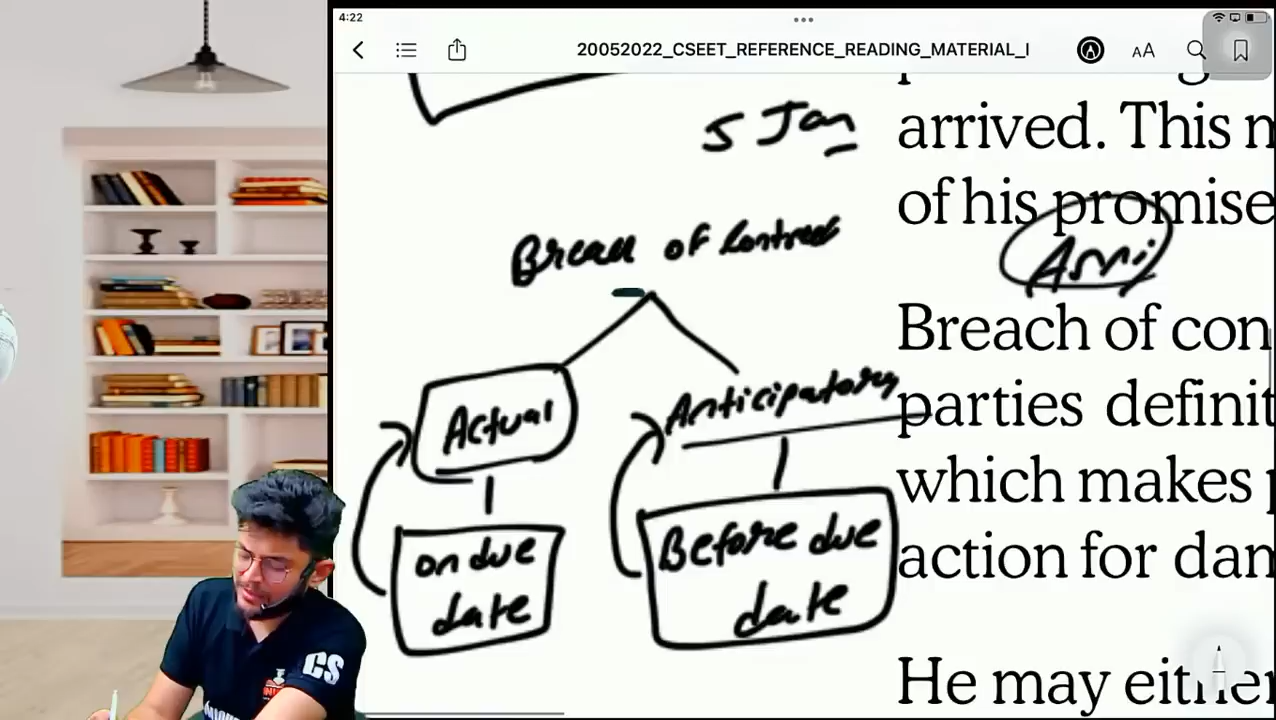 4:22
20052022_CSEET_REFERENCE_READING_MATERIAL_I
AA
arrived. This m
5 Jan
of his promise
Breach of Contract
Breach of con
Actual
Anticipatory
parties definit
which makes
on due
date
Before due
date
action for dan
He may either
CS